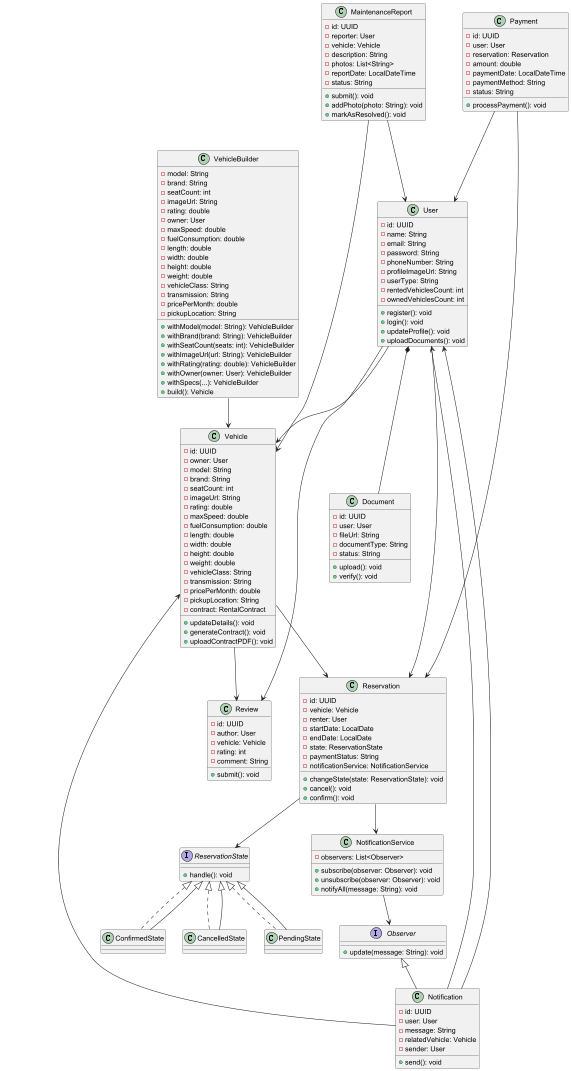 C MaintenanceReport
id: UUID
reporter: User
vehicle: Vehicle
description: String
photos: List<String>
reportDate: LocalDateTime
status: String
submit(): void
addPhoto(photo: String): void
markAsResolved(): void
C Payment
id: UUID
user: User
reservation: Reservation
amount: double
paymentDate: LocalDateTime
paymentMethod: String
status: String
processPayment(): void
C VehicleBuilder
model: String
brand: String
seatCount: int
imageUrl: String
rating: double
owner: User
maxSpeed: double
fuelConsumption: double
length: double
width: double
height: double
weight: double
vehicleClass: String
transmission: String
pricePerMonth: double
pickupLocation: String
withModel(model: String): VehicleBuilder
withBrand(brand: String): VehicleBuilder
withSeatCount(seats: int): VehicleBuilder
withImageUrl(url: String): VehicleBuilder
withRating(rating: double): VehicleBuilder
withOwner(owner: User): VehicleBuilder
withSpecs(...): VehicleBuilder
build(): Vehicle
C User
id: UUID
name: String
email: String
password: String
phoneNumber: String
profileImageUrl: String
userType: String
rentedVehiclesCount: int
ownedVehiclesCount: int
register(): void
login(): void
updateProfile(): void
uploadDocuments(): void
C Vehicle
id: UUID
owner: User
model: String
brand: String
seatCount: int
imageUrl: String
rating: double
maxSpeed: double
fuelConsumption: double
length: double
width: double
height: double
weight: double
vehicleClass: String
transmission: String
pricePerMonth: double
pickupLocation: String
contract: RentalContract
updateDetails(): void
generateContract(): void
uploadContractPDF(): void
C Document
id: UUID
user: User
fileUrl: String
documentType: String
status: String
upload(): void
verify(): void
C Review
id: UUID
author: User
vehicle: Vehicle
rating: int
comment: String
submit(): void
C Reservation
id: UUID
vehicle: Vehicle
renter: User
startDate: LocalDate
endDate: LocalDate
state: ReservationState
paymentStatus: String
notificationService: NotificationService
changeState(state: ReservationState): void
cancel(): void
confirm(): void
I ReservationState
handle(): void
C NotificationService
observers: List<Observer>
subscribe(observer: Observer): void
unsubscribe(observer: Observer): void
notifyAll(message: String): void
C ConfirmedState
C CancelledState
C PendingState
I Observer
update(message: String): void
C Notification
id: UUID
user: User
message: String
relatedVehicle: Vehicle
sender: User
send(): void